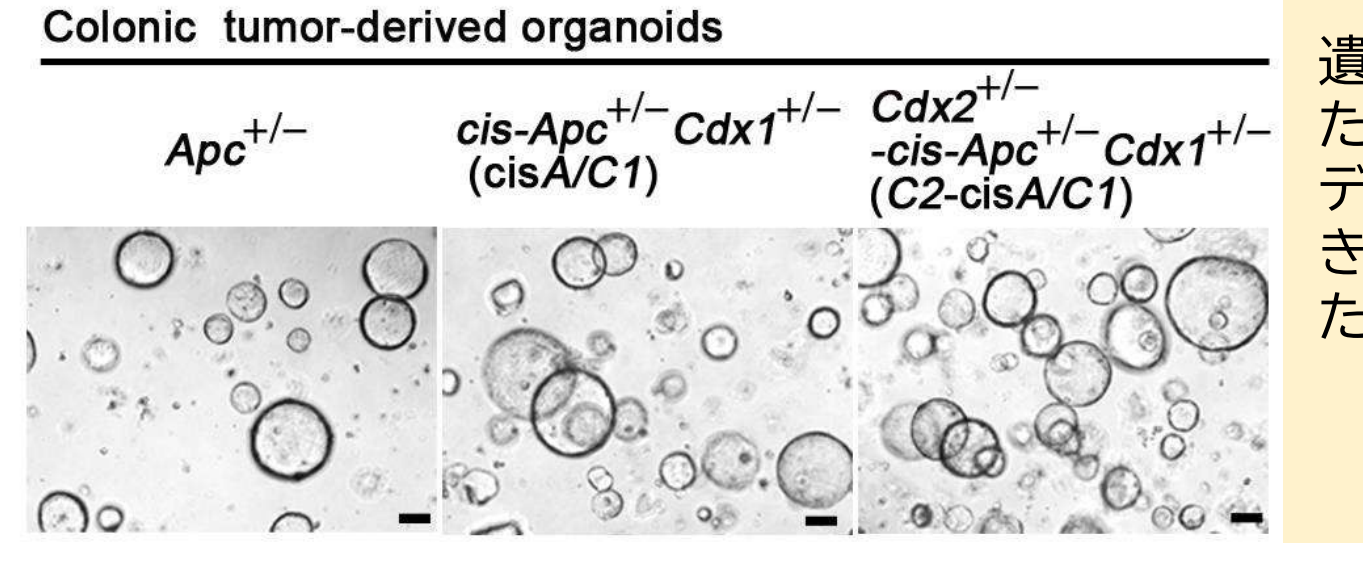 Colonic tumor-derived organoids
Apc+/−
cis-Apc+/− Cdx1+/−
(cisA/C1)
Cdx2+/−
-cis-Apc+/− Cdx1+/−
(C2-cisA/C1)
遺
た
デ
き
た